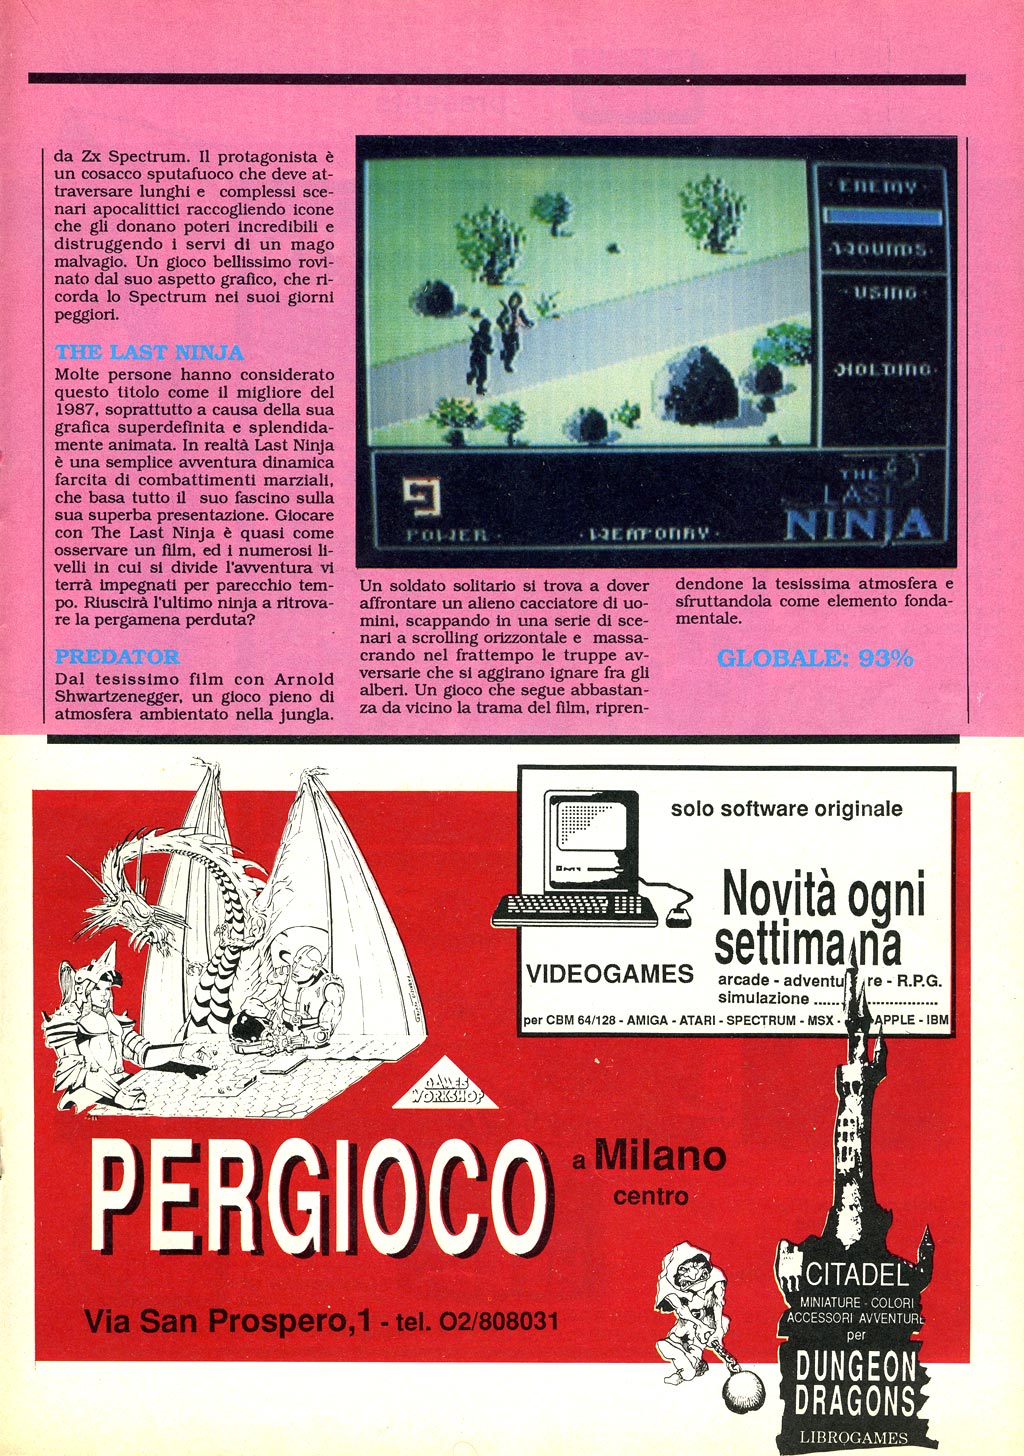 da Zx Spectrum. Il protagonista è
un cosacco sputafuoco che deve at-
traversare lunghi e complessi sce-
nari apocalittici raccogliendo icone
che gli donano poteri incredibili e
distruggendo i servi di un mago
malvagio. Un gioco bellissimo rovi-
nato dal suo aspetto grafico, che ri-
corda lo Spectrum nei suoi giorni
peggiori.
THE LAST NINJA
Molte persone hanno considerato
questo titolo come il migliore del
1987, soprattutto a causa della sua
grafica superdefinita e splendida-
mente animata. In realtà Last Ninja
è una semplice avventura dinamica
farcita di combattimenti marziali,
che basa tutto il suo fascino sulla
sua superba presentazione. Giocare
con The Last Ninja è quasi come
osservare un film, ed i numerosi li-
velli in cui si divide l'avventura vi
terrà impegnati per parecchio tem-
po. Riuscirà l'ultimo ninja a ritrova-
re la pergamena perduta?
PREDATOR
Dal tesissimo film con Arnold
Shwartzenegger, un gioco pieno di
atmosfera ambientato nella jungla.
ENEMY
USING
HOLDING
POWER
WEAPONRY
THE
LAST
NINJA
Un soldato solitario si trova a dover
affrontare un alieno cacciatore di uo-
mini, scappando in una serie di sce-
nari a scrolling orizzontale e massa-
crando nel frattempo le truppe av-
versarie che si aggirano ignare fra gli
alberi. Un gioco che segue abbastan-
za da vicino la trama del film, ripren-
dendone la tesissima atmosfera e
sfruttandola come elemento fonda-
mentale.
GLOBALE: 93%
solo software originale
Novità ogni
settimana
VIDEOGAMES
arcade - adventure - R.P.G.
simulazione ....................
per CBM 64/128 - AMIGA - ATARI - SPECTRUM - MSX - APPLE - IBM
GAMES
WORKSHOP
PERGIOCO
a Milano
centro
Via San Prospero,1 - tel. O2/808031
CITADEL
MINIATURE - COLORI
ACCESSORI AVVENTURE
per
DUNGEON
DRAGONS
LIBROGAMES